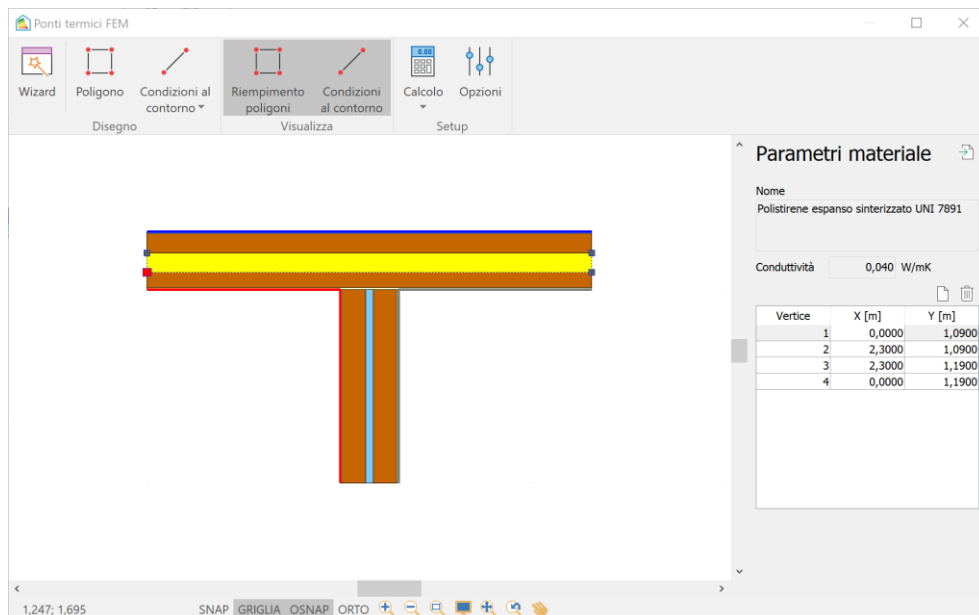 Ponti termici FEM
Wizard
Poligono
Condizioni al
contorno
Disegno
Riempimento
poligoni
Condizioni
al contorno
Visualizza
0.00
Calcolo
Opzioni
Setup
Parametri materiale
Nome
Polistirene espanso sinterizzato UNI 7891
Conduttività 0,040 W/mK
Vertice X [m] Y [m]
1 0,0000 1,0900
2 2,3000 1,0900
3 2,3000 1,1900
4 0,0000 1,1900
1,247; 1,695 SNAP GRIGLIA OSNAP ORTO